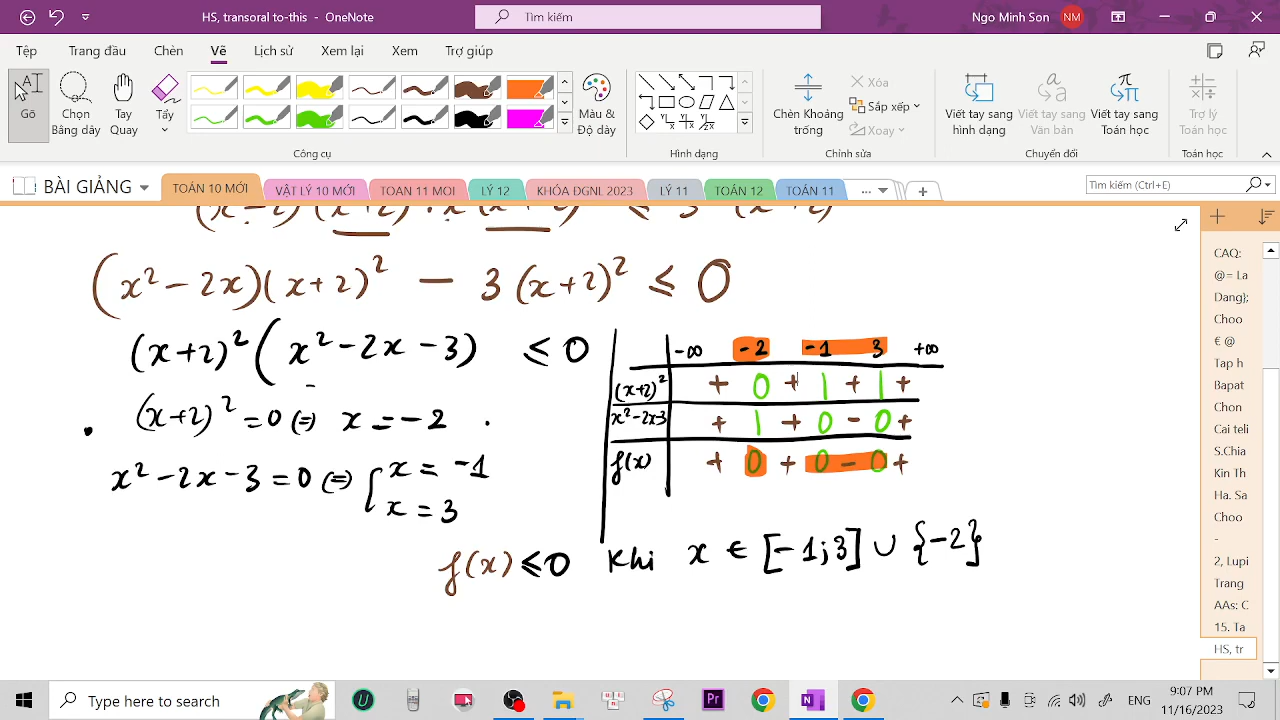 HS, transoral to-this - OneNote
Tìm kiếm
Ngo Minh Son NM
Tệp Trang đầu Chèn Vẽ Lịch sử Xem lại Xem Trợ giúp
Gõ
Chọn Bằng dây
Tay Quay
Màu & Độ dày
Chèn Khoảng trống
Xóa
Sắp xếp
Xoay
Viết tay sang hình dạng
Viết tay sang Văn bản
Viết tay sang Toán học
Trợ lý Toán học
Công cụ Hình dạng Chỉnh sửa Chuyển đổi Toán học
BÀI GIẢNG TOÁN 10 MỚI VẬT LÝ 10 MỚI TOAN 11 MOI LÝ 12 KHÓA ĐGNL 2023 LÝ 11 TOÁN 12 TOÁN 11 ...
Tìm kiếm (Ctrl+E)
(x² - 2x)(x+2)² - 3(x+2)² ≤ 0
(x+2)² (x² - 2x - 3) ≤ 0
(x+2)² = 0 (=) x = -2
x² - 2x - 3 = 0 (=) [ x = -1
x = 3
-∞ -2 -1 3 +∞
(x+2)² + 0 + | + | +
x²-2x-3 + | + 0 - 0 +
f(x) + 0 + 0 - 0 +
f(x) ≤ 0 Khi x ∈ [-1;3] ∪ {-2}
CAQ:
@= La
Dang);
Choo
€ @
Tap h
Bapat
Chon
Cai teli
S.Chia
Kin Th
Ha. Sa
Choo
-
2, Lupi
Trang
AAs: C
15. Ta
HS, tr
Type here to search
ENG
9:07 PM
11/16/2023